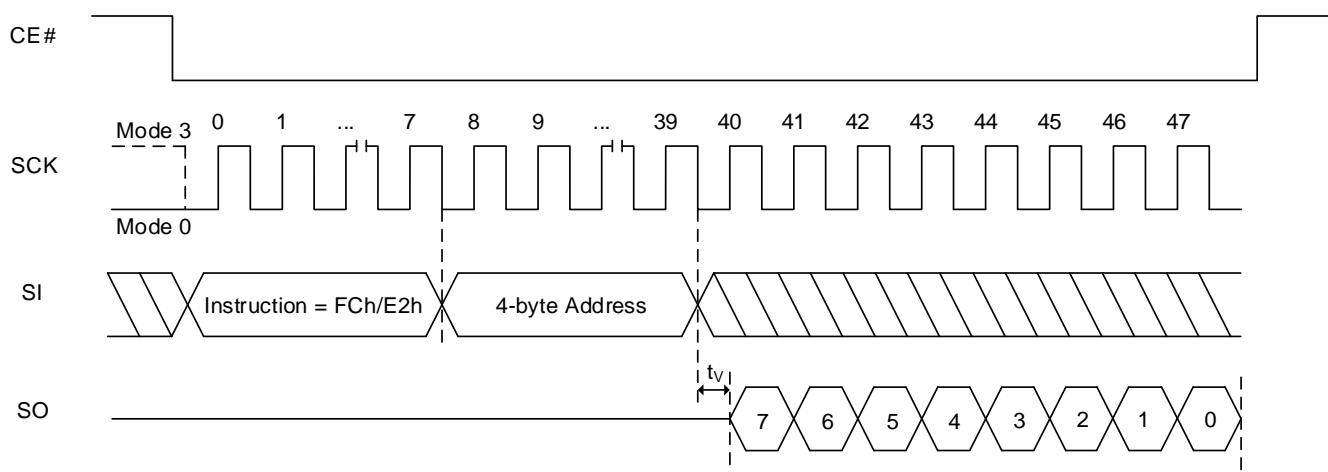 CE#
0 1 ... 7 8 9 ... 39 40 41 42 43 44 45 46 47
Mode 3
SCK
Mode 0
SI
Instruction = FCh/E2h
4-byte Address
tV
SO
7 6 5 4 3 2 1 0